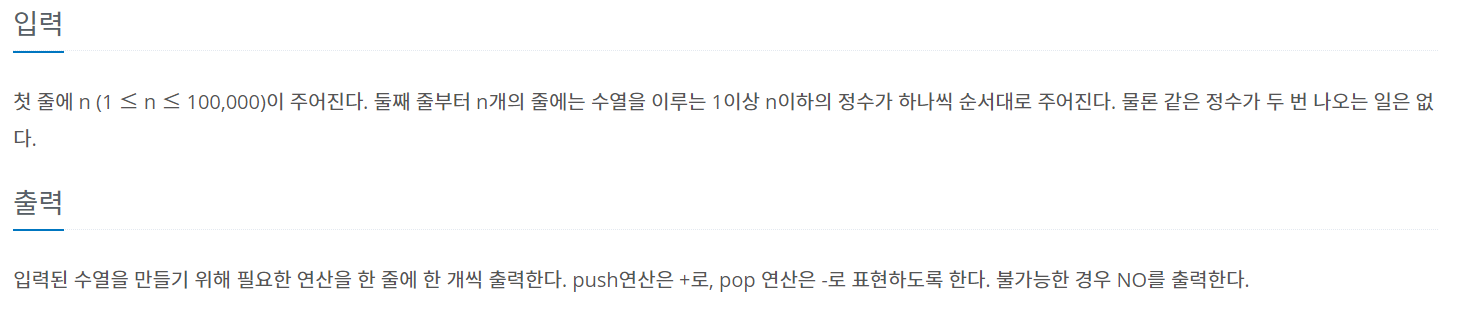 입력
첫 줄에 n (1 ≤ n ≤ 100,000)이 주어진다. 둘째 줄부터 n개의 줄에는 수열을 이루는 1이상 n이하의 정수가 하나씩 순서대로 주어진다. 물론 같은 정수가 두 번 나오는 일은 없
다.
출력
입력된 수열을 만들기 위해 필요한 연산을 한 줄에 한 개씩 출력한다. push연산은 +로, pop 연산은 -로 표현하도록 한다. 불가능한 경우 NO를 출력한다.